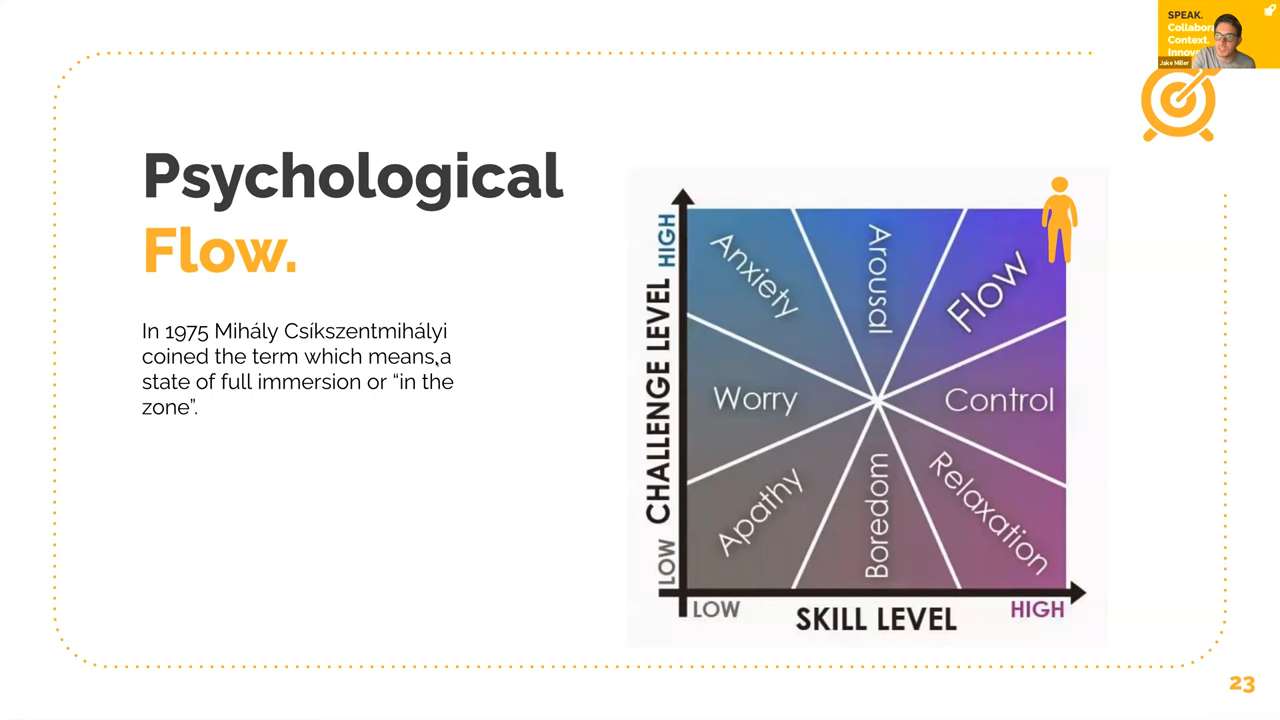 SPEAK.
Collabora
Context.
Innova
Jake Miller
Psychological
Flow.
In 1975 Mihály Csíkszentmihályi
coined the term which means a
state of full immersion or “in the
zone”.
HIGH
CHALLENGE LEVEL
LOW
Anxiety
Arousal
Flow
Worry
Control
Apathy
Boredom
Relaxation
LOW
SKILL LEVEL
HIGH
23